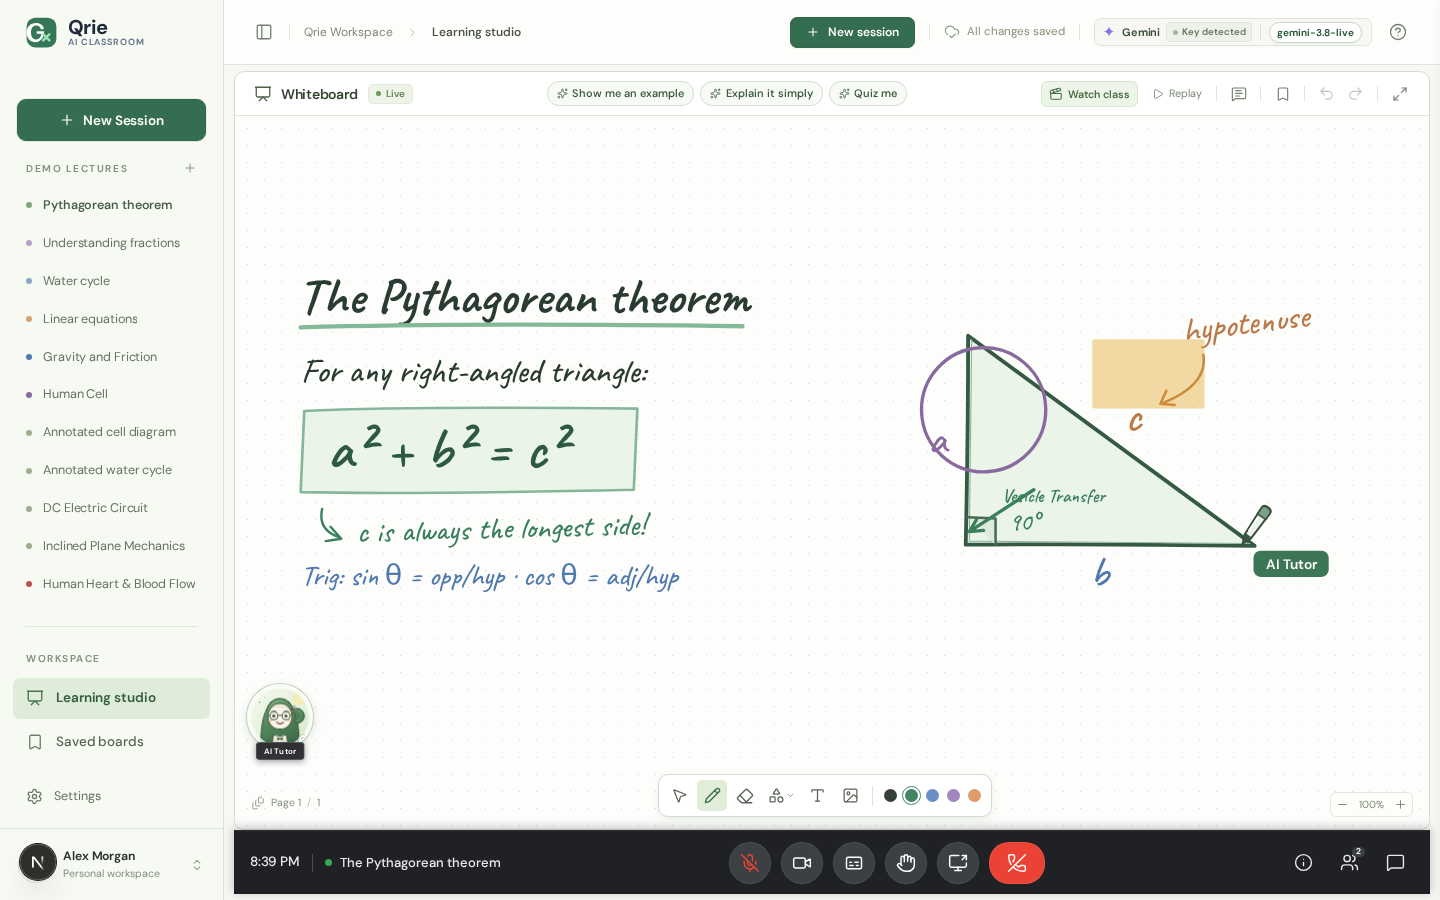 Qrie
AI CLASSROOM
New Session
DEMO LECTURES
Pythagorean theorem
Understanding fractions
Water cycle
Linear equations
Gravity and Friction
Human Cell
Annotated cell diagram
Annotated water cycle
DC Electric Circuit
Inclined Plane Mechanics
Human Heart & Blood Flow
WORKSPACE
Learning studio
Saved boards
Settings
N
Alex Morgan
Personal workspace
Qrie Workspace
Learning studio
New session
All changes saved
Gemini
Key detected
gemini-3.8-live
Whiteboard
Live
Show me an example
Explain it simply
Quiz me
Watch class
Replay
The Pythagorean theorem
For any right-angled triangle:
a² + b² = c²
c is always the longest side!
Trig: sin θ = opp/hyp · cos θ = adj/hyp
hypotenuse
c
a
Vesicle Transfer
90°
b
AI Tutor
AI Tutor
Page 1 / 1
100%
8:39 PM
The Pythagorean theorem
2